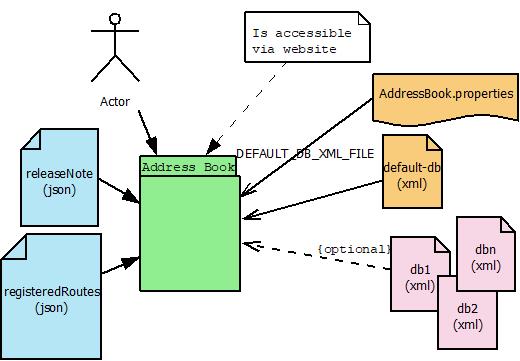 Is accessible
via website
Actor
AddressBook.properties
DEFAULT_DB_XML_FILE
Address Book
releaseNote
(json)
default-db
(xml)
registeredRoutes
(json)
{optional}
db1
(xml)
dbn
(xml)
db2
(xml)